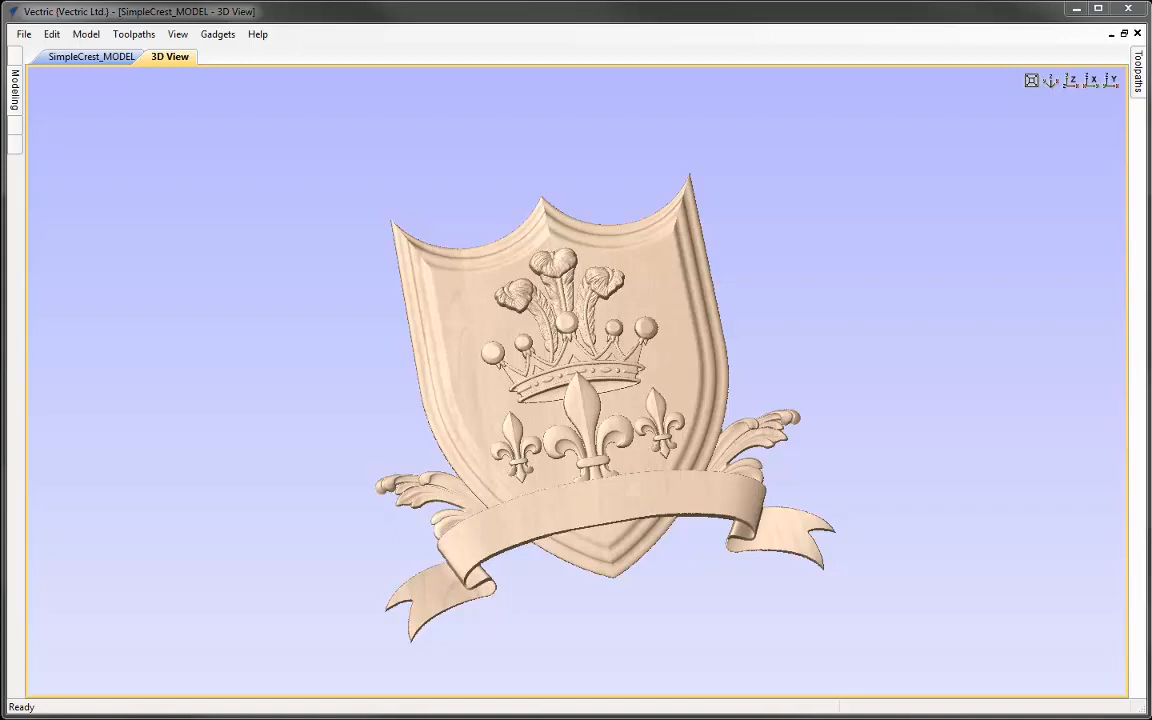 Vectric {Vectric Ltd.} - [SimpleCrest_MODEL - 3D View]
File Edit Model Toolpaths View Gadgets Help
SimpleCrest_MODEL 3D View
Modeling
Toolpaths
Z X Y
Ready